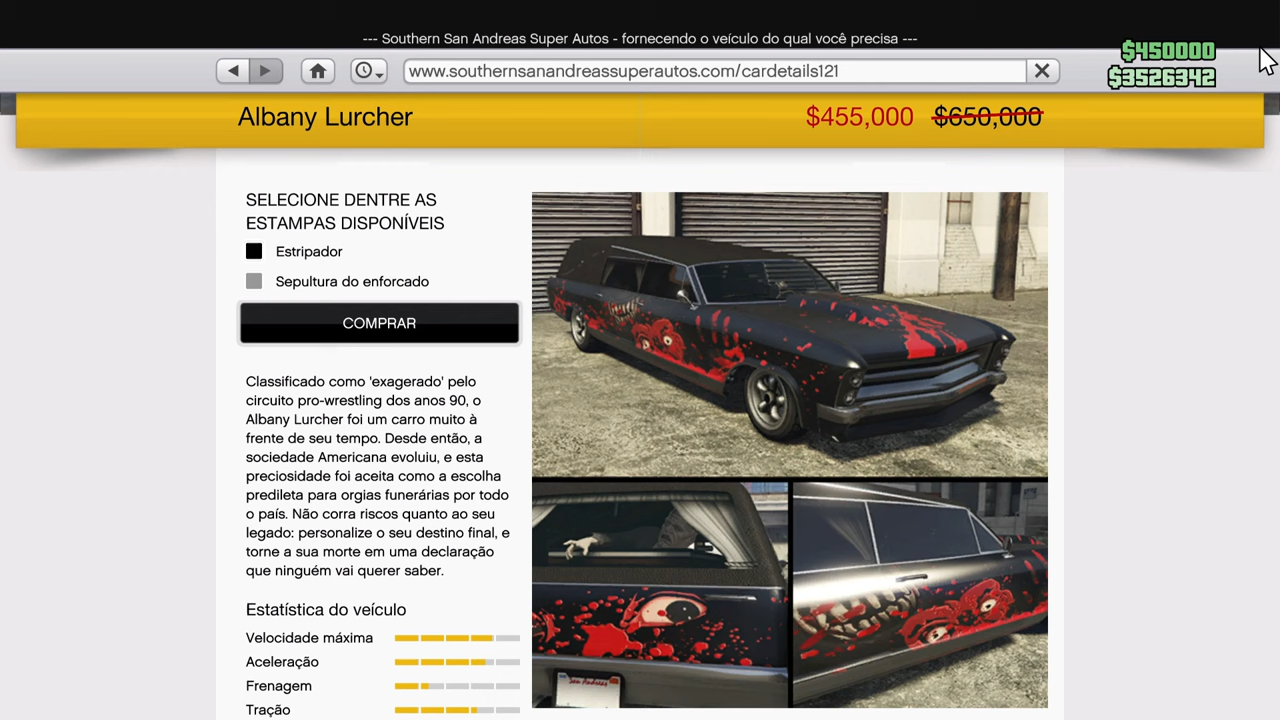 --- Southern San Andreas Super Autos - fornecendo o veículo do qual você precisa ---
$450000
www.southernsanandreassuperautos.com/cardetails121
$3526342
Albany Lurcher
$455,000 $650,000
SELECIONE DENTRE AS
ESTAMPAS DISPONÍVEIS
Estripador
Sepultura do enforcado
COMPRAR
Classificado como 'exagerado' pelo
circuito pro-wrestling dos anos 90, o
Albany Lurcher foi um carro muito à
frente de seu tempo. Desde então, a
sociedade Americana evoluiu, e esta
preciosidade foi aceita como a escolha
predileta para orgias funerárias por todo
o país. Não corra riscos quanto ao seu
legado: personalize o seu destino final, e
torne a sua morte em uma declaração
que ninguém vai querer saber.
Estatística do veículo
Velocidade máxima
Aceleração
Frenagem
Tração
San Andreas